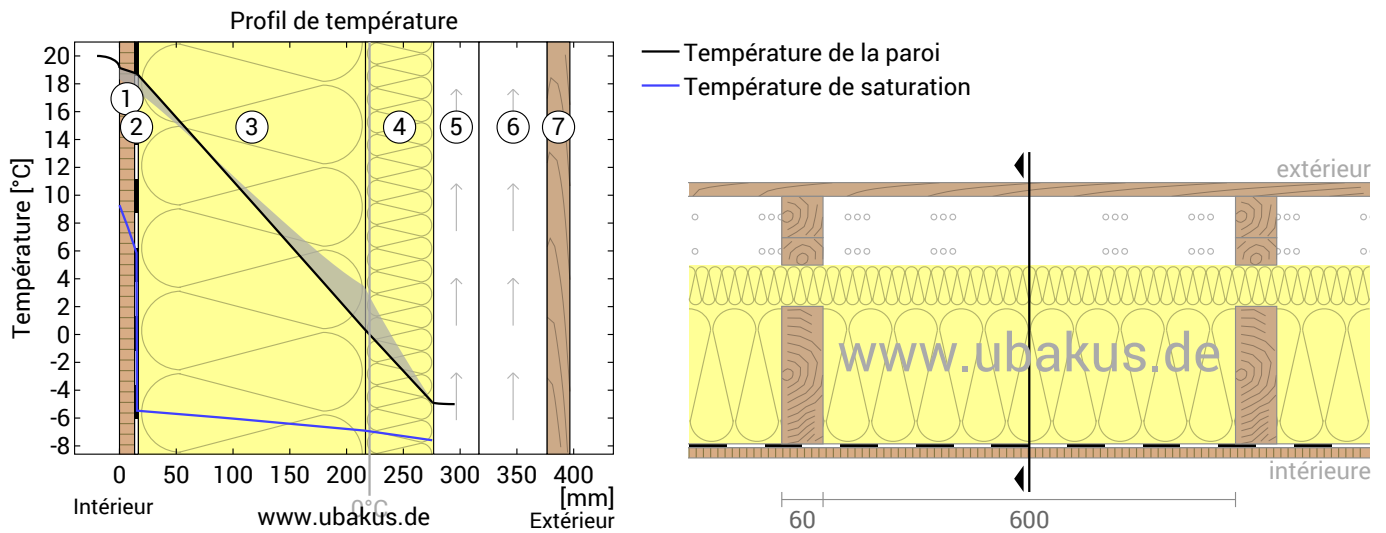 Profil de température
Température [°C]
20
18
16
14
12
10
8
6
4
2
0
-2
-4
-6
-8
1
2
3
4
5
6
7
0 50 100 150 200 250 300 350 400
[mm]
Intérieur
0°C
www.ubakus.de
Extérieur
Température de la paroi
Température de saturation
extérieur
www.ubakus.de
intérieure
60
600